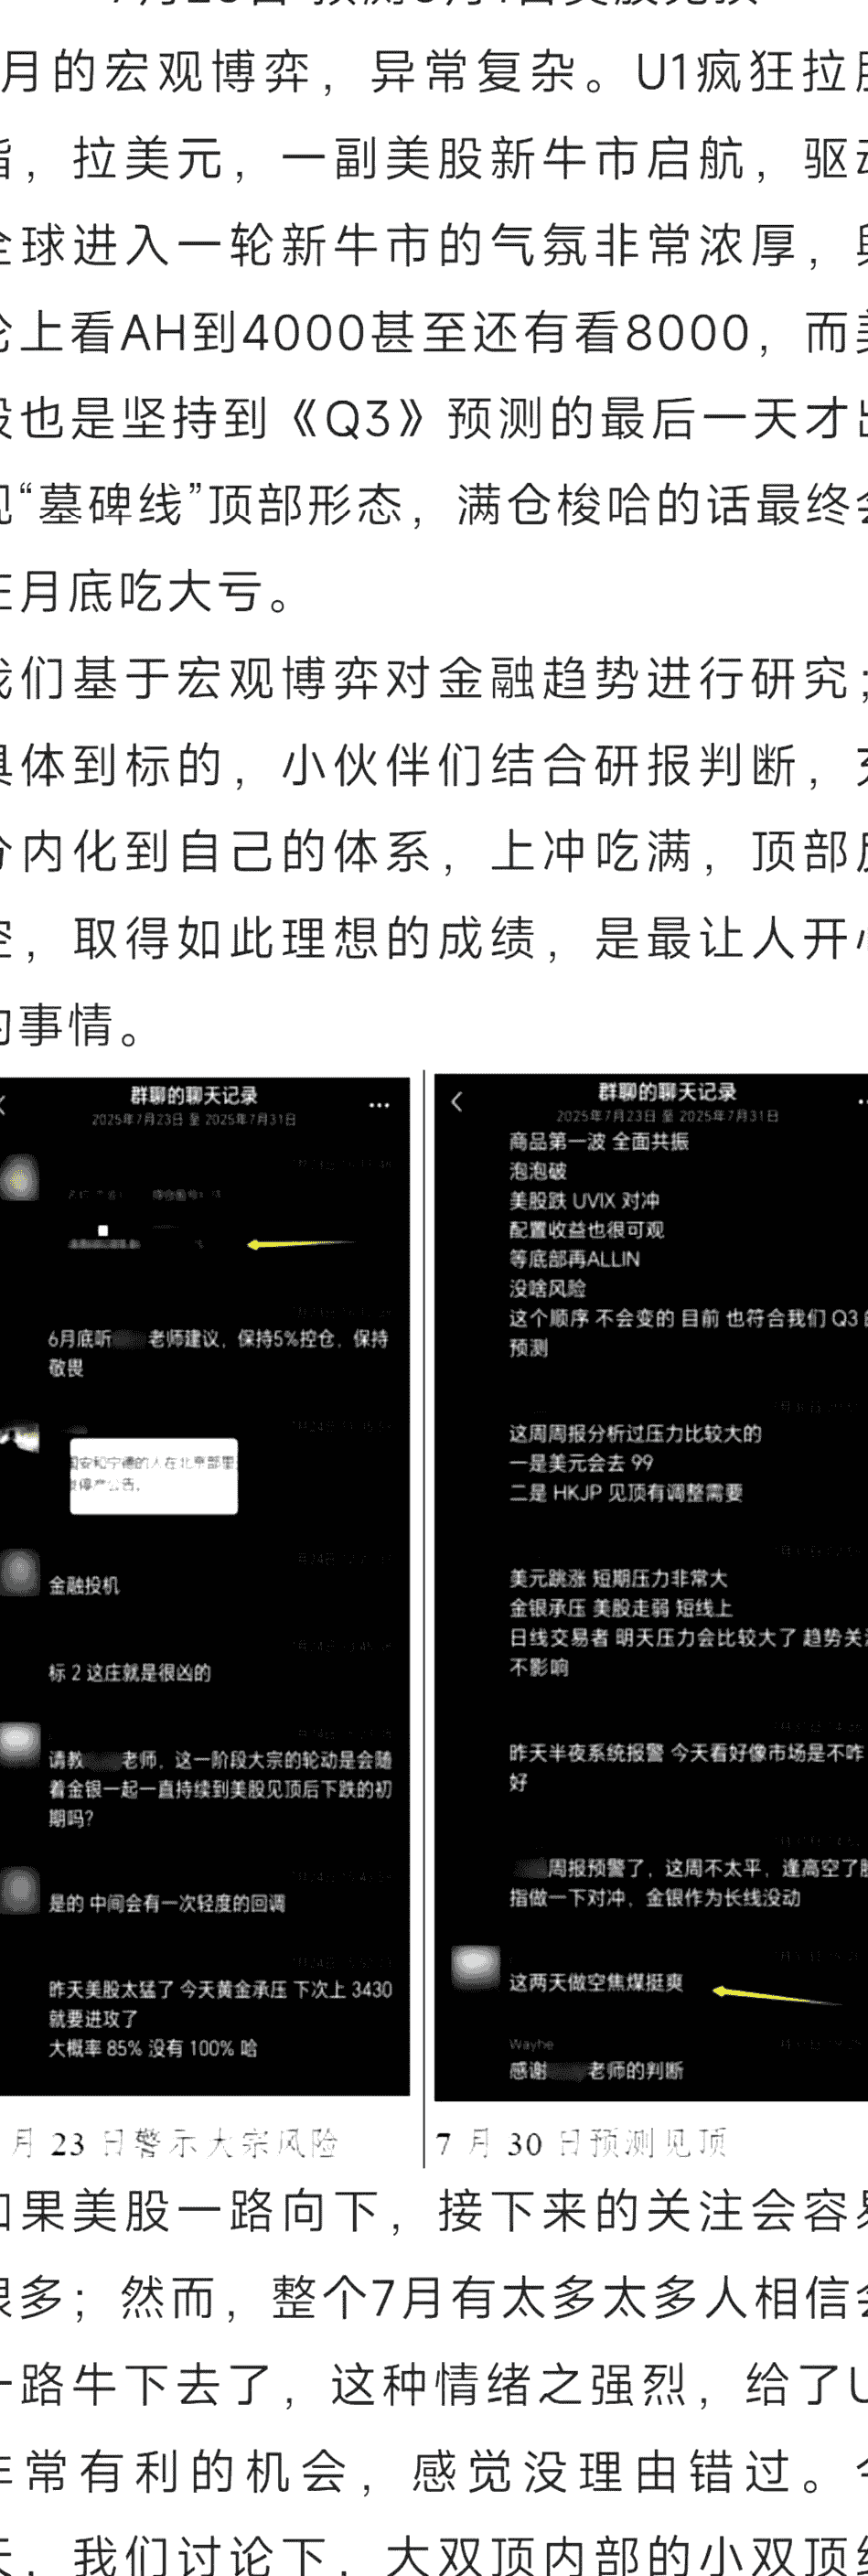 月的宏观博弈，异常复杂。U1疯狂拉
，拉美元，一副美股新牛市启航，驱
球进入一轮新牛市的气氛非常浓厚，
上看AH到4000甚至还有看8000，而
也是坚持到《Q3》预测的最后一天才
“墓碑线”顶部形态，满仓梭哈的话最终
月底吃大亏。
们基于宏观博弈对金融趋势进行研究；
体到标的，小伙伴们结合研报判断，
内化到自己的体系，上冲吃满，顶部
，取得如此理想的成绩，是最让人开
事情。
群聊的聊天记录
2025年7月23日 至 2025年7月31日
6月底听 老师建议，保持5%控仓，保持
敬畏
安和宁德的人在北京部里
停产公告。
金融投机
标 2 这庄就是很凶的
请教 老师，这一阶段大宗的轮动是会随
着金银一起一直持续到美股见顶后下跌的初
期吗？
是的 中间会有一次轻度的回调
昨天美股太猛了 今天黄金承压 下次上 3430
就要进攻了
大概率 85% 没有 100% 哈
月 23 日警示大宗风险
群聊的聊天记录
2025年7月23日 至 2025年7月31日
商品第一波 全面共振
泡泡破
美股跌 UVIX 对冲
配置收益也很可观
等底部再ALLIN
没啥风险
这个顺序 不会变的 目前 也符合我们 Q3
预测
这周周报分析过压力比较大的
一是美元会去 99
二是 HKJP 见顶有调整需要
美元跳涨 短期压力非常大
金银承压 美股走弱 短线上
日线交易者 明天压力会比较大了 趋势关
不影响
昨天半夜系统报警 今天看好像市场是不咋
好
周报预警了，这周不太平，逢高空了
指做一下对冲，金银作为长线没动
这两天做空焦煤挺爽
Wayhe
感谢 老师的判断
7 月 30 日预测见顶
果美股一路向下，接下来的关注会容
多；然而，整个7月有太多太多人相信
路牛下去了，这种情绪之强烈，给了
常有利的机会，感觉没理由错过。
，我们讨论下，大双顶内部的小双顶